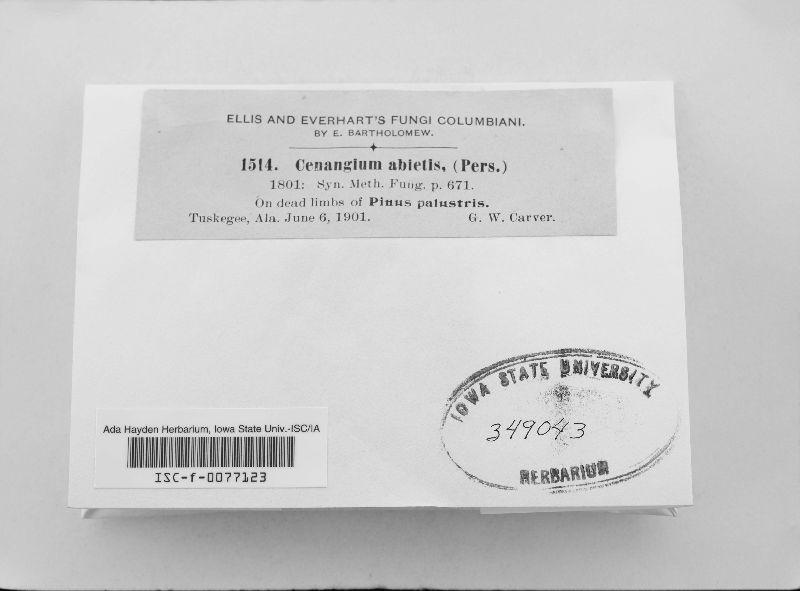 ELLIS AND EVERHART'S FUNGI COLUMBIANI.
BY E. BARTHOLOMEW.
1514. Cenangium abietis, (Pers.)
1801: Syn. Meth. Fung. p. 671.
On dead limbs of Pinus palustris.
Tuskegee, Ala. June 6, 1901. G. W. Carver.
IOWA STATE UNIVERSITY
349043
HERBARIUM
Ada Hayden Herbarium, Iowa State Univ.-ISC/IA
ISC-f-0077123